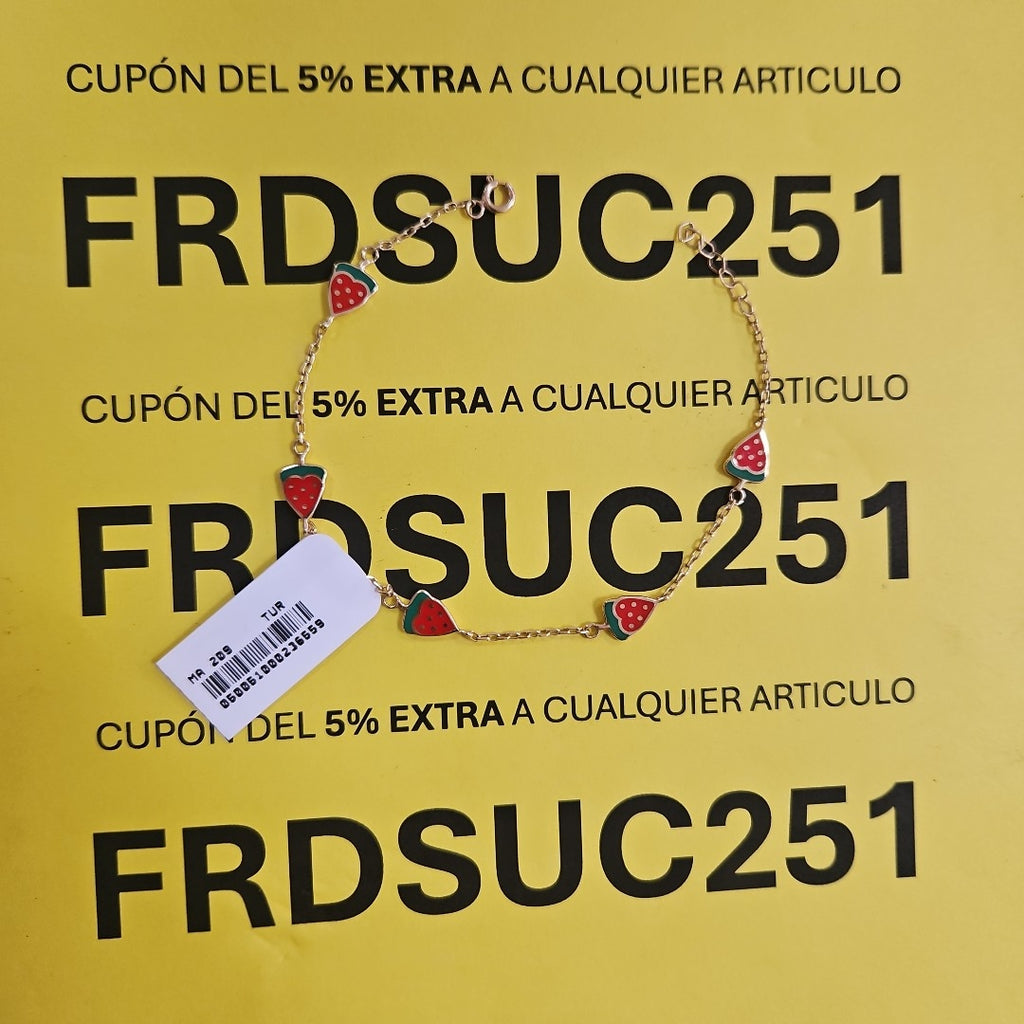 CUPÓN DEL 5% EXTRA A CUALQUIER ARTICULO
FRDSUC251
CUPÓN DEL 5% EXTRA A CUALQUIER ARTICULO
FRDSUC251
TUR
MA 209
060061000236659
CUPÓN DEL 5% EXTRA A CUALQUIER ARTICULO
FRDSUC251